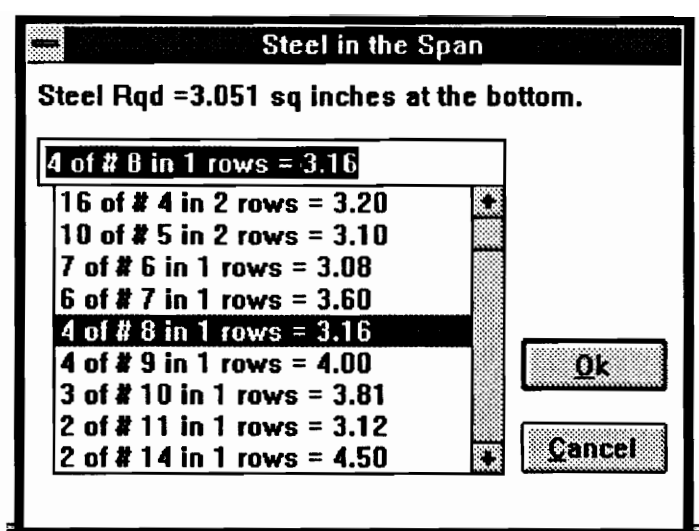 Steel in the Span
Steel Rqd =3.051 sq inches at the bottom.
4 of # 8 in 1 rows = 3.16
16 of # 4 in 2 rows = 3.20
10 of # 5 in 2 rows = 3.10
7 of # 6 in 1 rows = 3.08
6 of # 7 in 1 rows = 3.60
4 of # 8 in 1 rows = 3.16
4 of # 9 in 1 rows = 4.00
3 of # 10 in 1 rows = 3.81
2 of # 11 in 1 rows = 3.12
2 of # 14 in 1 rows = 4.50
Ok
Cancel